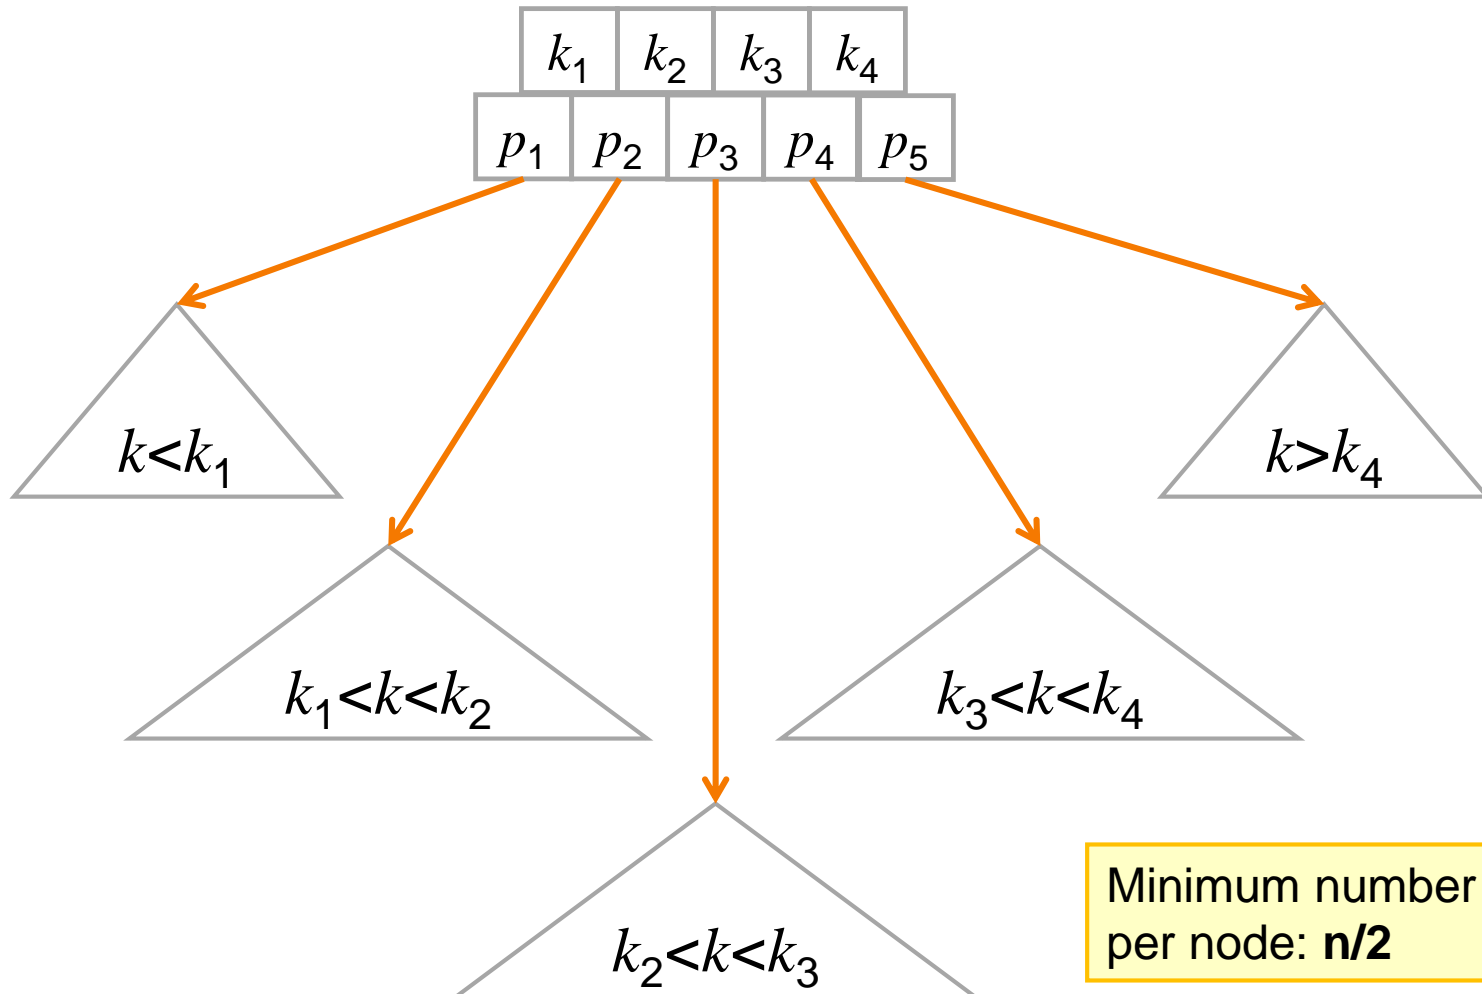 k₁ k₂ k₃ k₄
p₁ p₂ p₃ p₄ p₅
k<k₁
k>k₄
k₁<k<k₂
k₃<k<k₄
k₂<k<k₃
Minimum number
per node: n/2